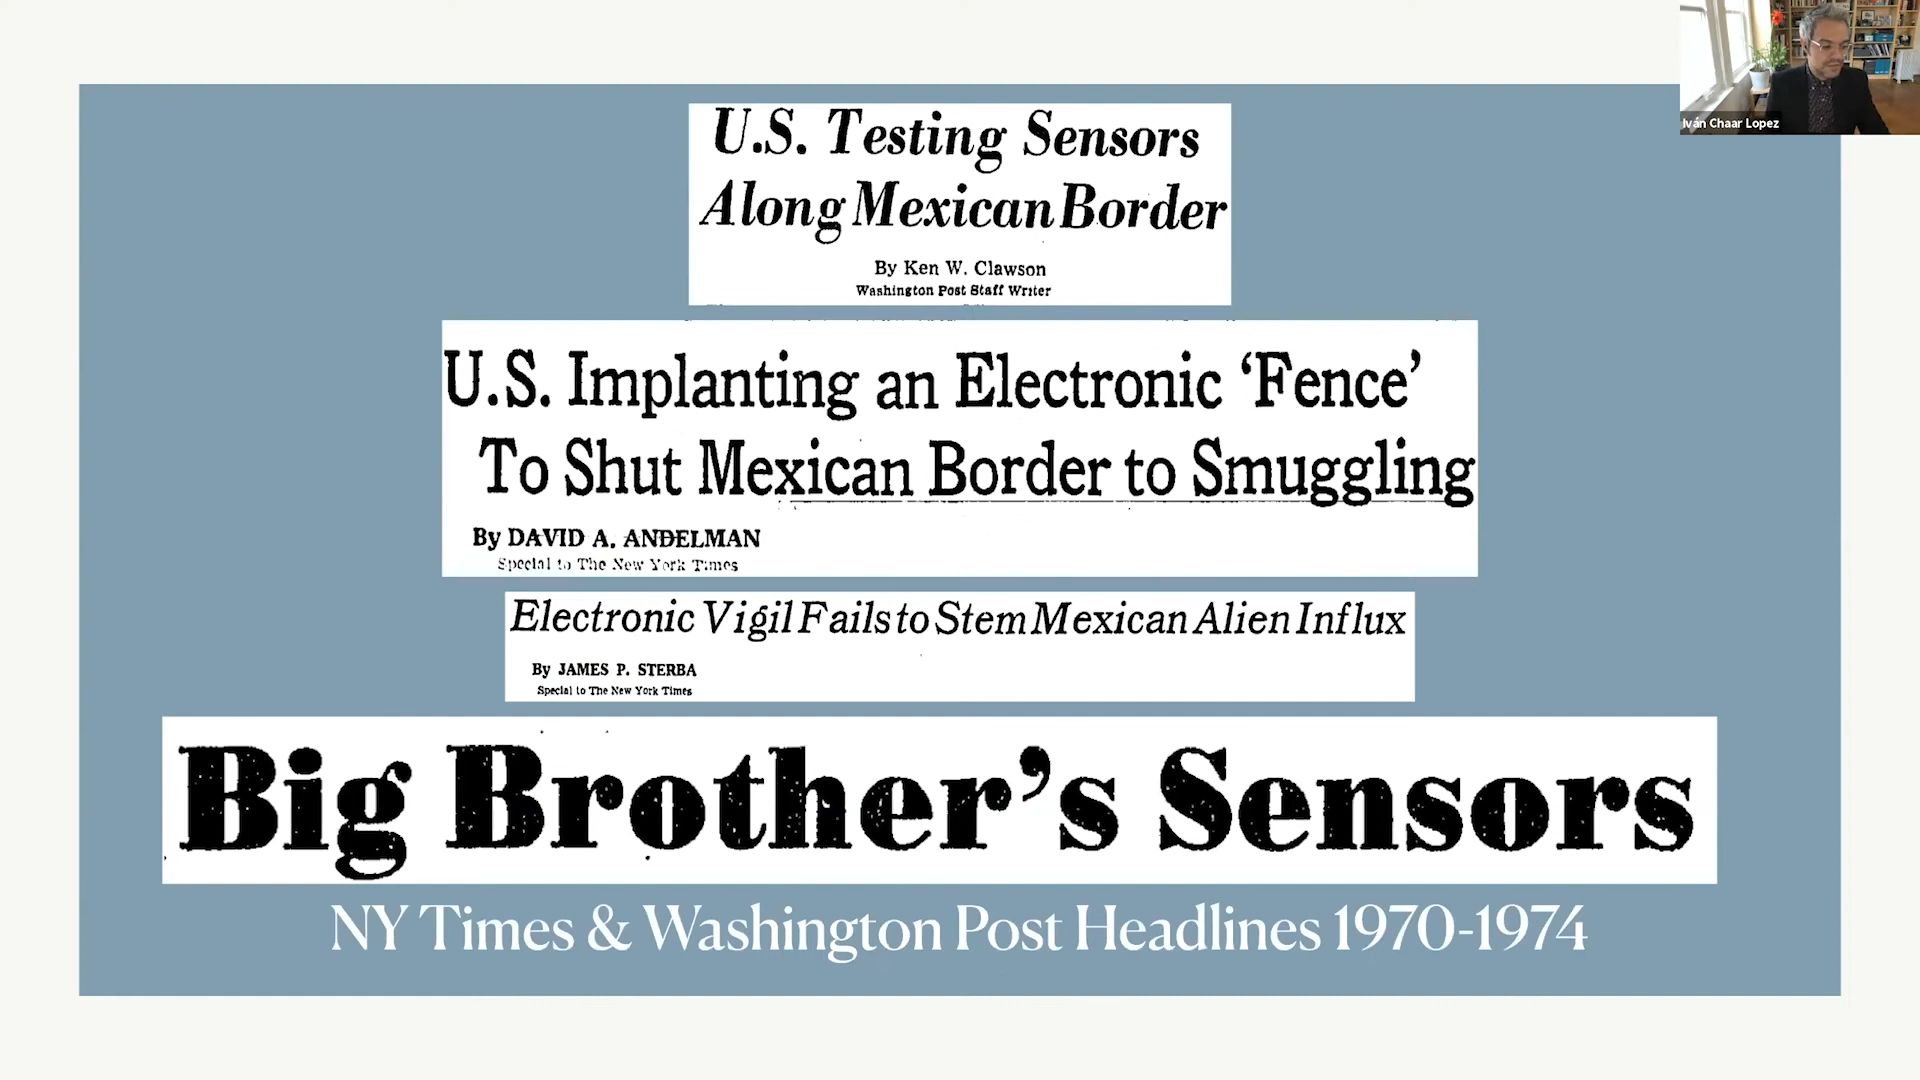 Iván Chaar Lopez
U.S. Testing Sensors
Along Mexican Border
By Ken W. Clawson
Washington Post Staff Writer
U.S. Implanting an Electronic ‘Fence’
To Shut Mexican Border to Smuggling
By DAVID A. ANDELMAN
Special to The New York Times
Electronic Vigil Fails to Stem Mexican Alien Influx
By JAMES P. STERBA
Special to The New York Times
Big Brother’s Sensors
NY Times & Washington Post Headlines 1970-1974